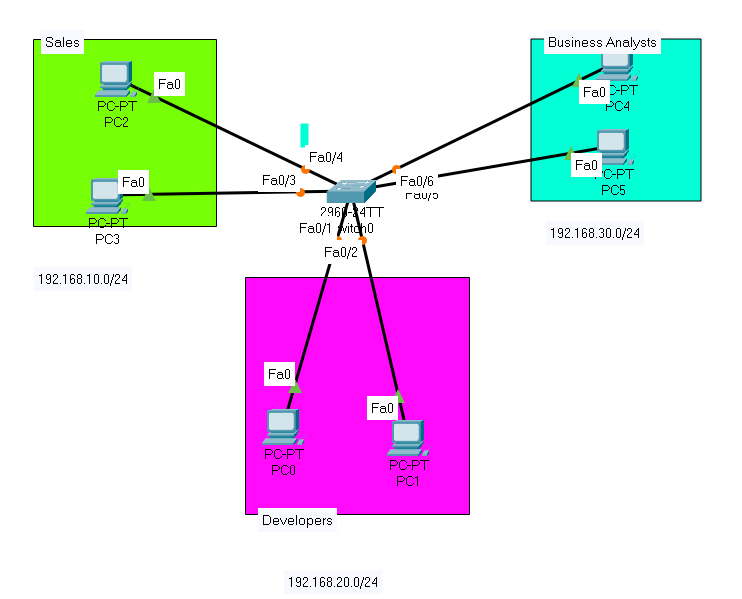 Sales
Business Analysts
Fa0
PC-PT
PC2
Fa0
PC-PT
PC4
Fa0/4
Fa0
PC-PT
PC3
Fa0/3
Fa0/6
Fa0/5
Fa0
PC-PT
PC5
2960-24TT
Fa0/1
Fa0/2
192.168.30.0/24
192.168.10.0/24
Fa0
PC-PT
PC0
Fa0
PC-PT
PC1
Developers
192.168.20.0/24